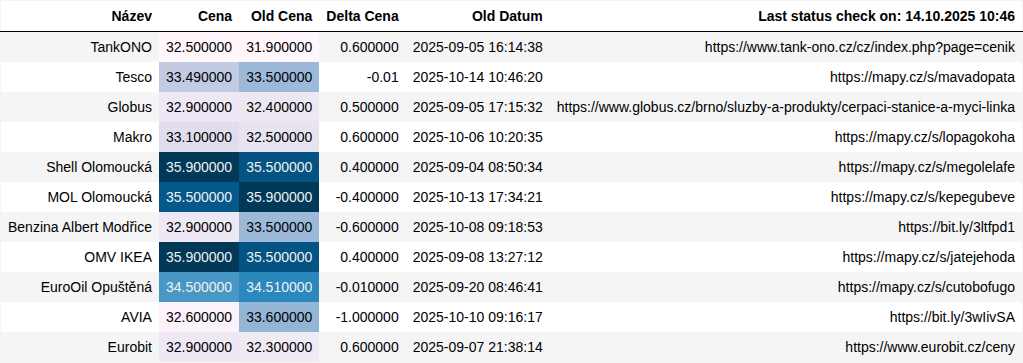 Název Cena Old Cena Delta Cena Old Datum Last status check on: 14.10.2025 10:46
TankONO 32.500000 31.900000 0.600000 2025-09-05 16:14:38 https://www.tank-ono.cz/cz/index.php?page=cenik
Tesco 33.490000 33.500000 -0.01 2025-10-14 10:46:20 https://mapy.cz/s/mavadopata
Globus 32.900000 32.400000 0.500000 2025-09-05 17:15:32 https://www.globus.cz/brno/sluzby-a-produkty/cerpaci-stanice-a-myci-linka
Makro 33.100000 32.500000 0.600000 2025-10-06 10:20:35 https://mapy.cz/s/lopagokoha
Shell Olomoucká 35.900000 35.500000 0.400000 2025-09-04 08:50:34 https://mapy.cz/s/megolelafe
MOL Olomoucká 35.500000 35.900000 -0.400000 2025-10-13 17:34:21 https://mapy.cz/s/kepegubeve
Benzina Albert Modřice 32.900000 33.500000 -0.600000 2025-10-08 09:18:53 https://bit.ly/3ltfpd1
OMV IKEA 35.900000 35.500000 0.400000 2025-09-08 13:27:12 https://mapy.cz/s/jatejehoda
EuroOil Opuštěná 34.500000 34.510000 -0.010000 2025-09-20 08:46:41 https://mapy.cz/s/cutobofugo
AVIA 32.600000 33.600000 -1.000000 2025-10-10 09:16:17 https://bit.ly/3wIivSA
Eurobit 32.900000 32.300000 0.600000 2025-09-07 21:38:14 https://www.eurobit.cz/ceny